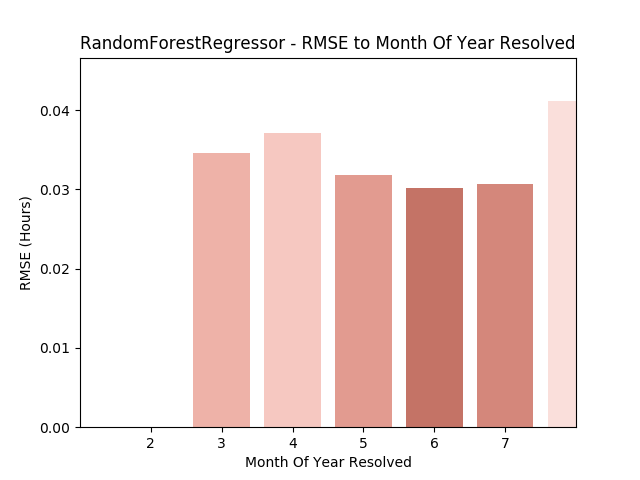 RandomForestRegressor - RMSE to Month Of Year Resolved
0.04
0.03
0.02
0.01
0.00
RMSE (Hours)
2 3 4 5 6 7
Month Of Year Resolved